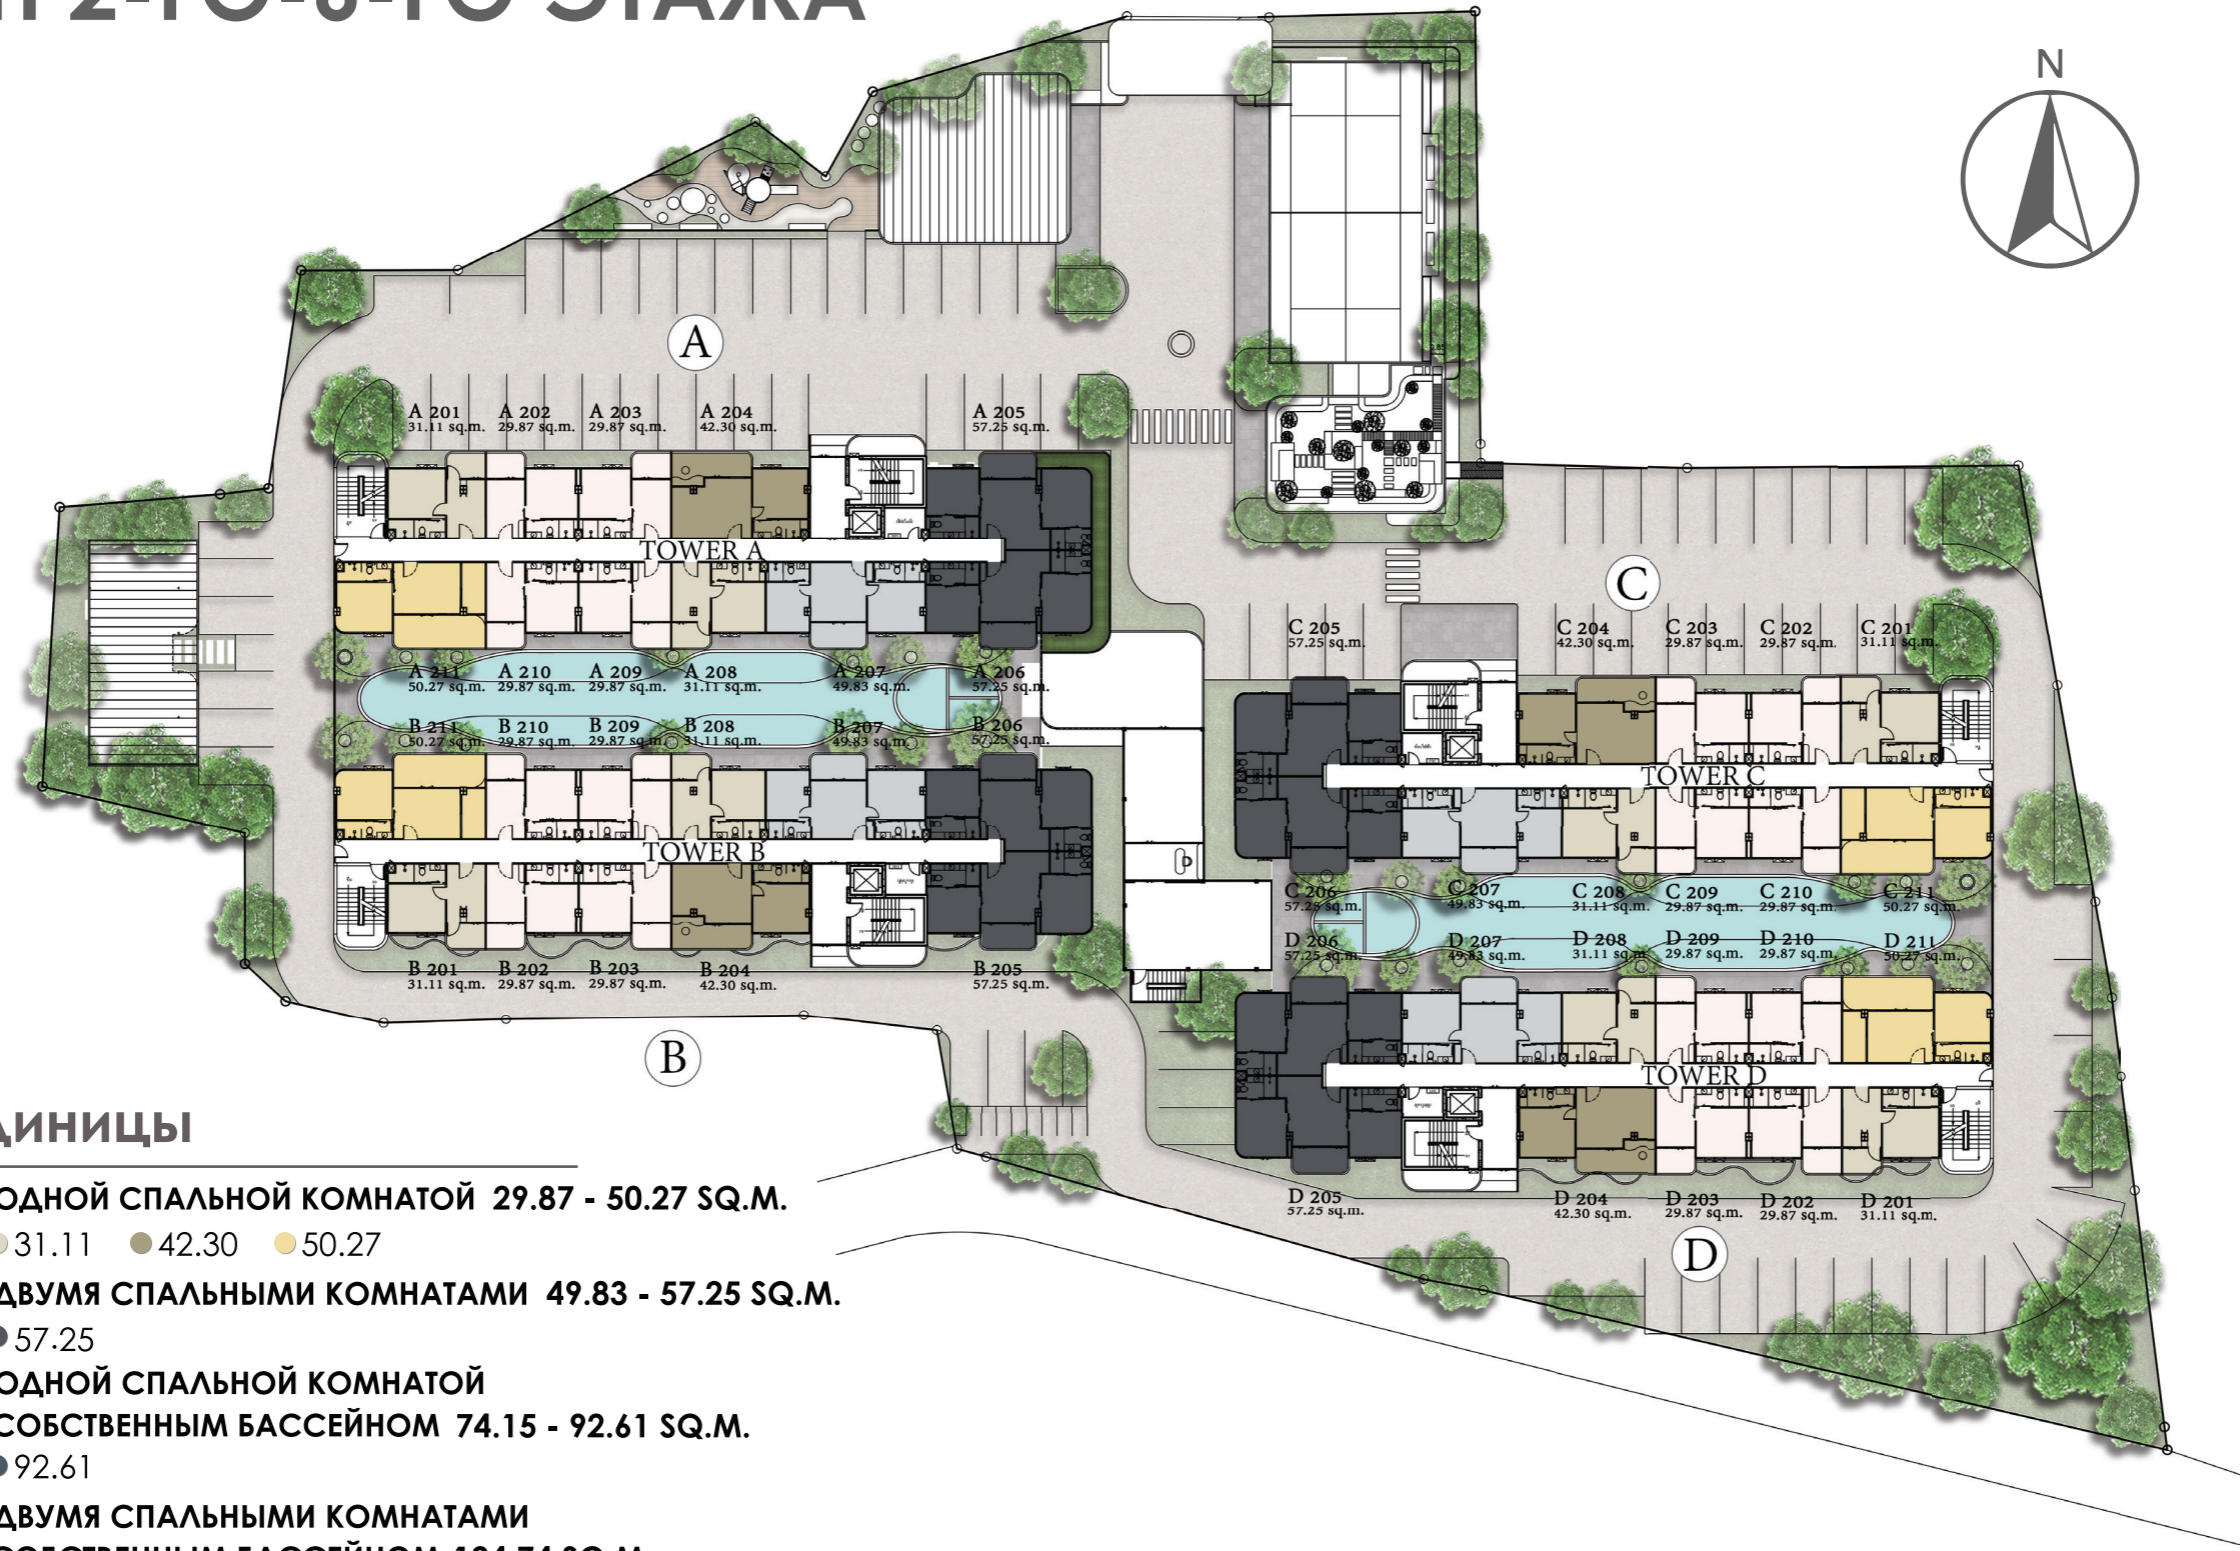 2-ГО-8-ГО ЭТАЖА
N
A
A 201 A 202 A 203 A 204 A 205
31.11 sq.m. 29.87 sq.m. 29.87 sq.m. 42.30 sq.m. 57.25 sq.m.
TOWER A
C
C 205 C 204 C 203 C 202 C 201
57.25 sq.m. 42.30 sq.m. 29.87 sq.m. 29.87 sq.m. 31.11 sq.m.
A 211 A 210 A 209 A 208 A 207 A 206
50.27 sq.m. 29.87 sq.m. 29.87 sq.m. 31.11 sq.m. 49.83 sq.m. 57.25 sq.m.
B 211 B 210 B 209 B 208 B 207 B 206
50.27 sq.m. 29.87 sq.m. 29.87 sq.m. 31.11 sq.m. 49.83 sq.m. 57.25 sq.m.
TOWER C
TOWER B
C 206 C 207 C 208 C 209 C 210 C 211
57.25 sq.m. 49.83 sq.m. 31.11 sq.m. 29.87 sq.m. 29.87 sq.m. 50.27 sq.m.
D 206 D 207 D 208 D 209 D 210 D 211
57.25 sq.m. 49.83 sq.m. 31.11 sq.m. 29.87 sq.m. 29.87 sq.m. 50.27 sq.m.
B 201 B 202 B 203 B 204 B 205
31.11 sq.m. 29.87 sq.m. 29.87 sq.m. 42.30 sq.m. 57.25 sq.m.
B
TOWER D
D 205 D 204 D 203 D 202 D 201
57.25 sq.m. 42.30 sq.m. 29.87 sq.m. 29.87 sq.m. 31.11 sq.m.
D
ДИНИЦЫ
ОДНОЙ СПАЛЬНОЙ КОМНАТОЙ 29.87 - 50.27 SQ.M.
31.11 42.30 50.27
ДВУМЯ СПАЛЬНЫМИ КОМНАТАМИ 49.83 - 57.25 SQ.M.
57.25
ОДНОЙ СПАЛЬНОЙ КОМНАТОЙ
СОБСТВЕННЫМ БАССЕЙНОМ 74.15 - 92.61 SQ.M.
92.61
ДВУМЯ СПАЛЬНЫМИ КОМНАТАМИ
СОБСТВЕННЫМ БАССЕЙНОМ